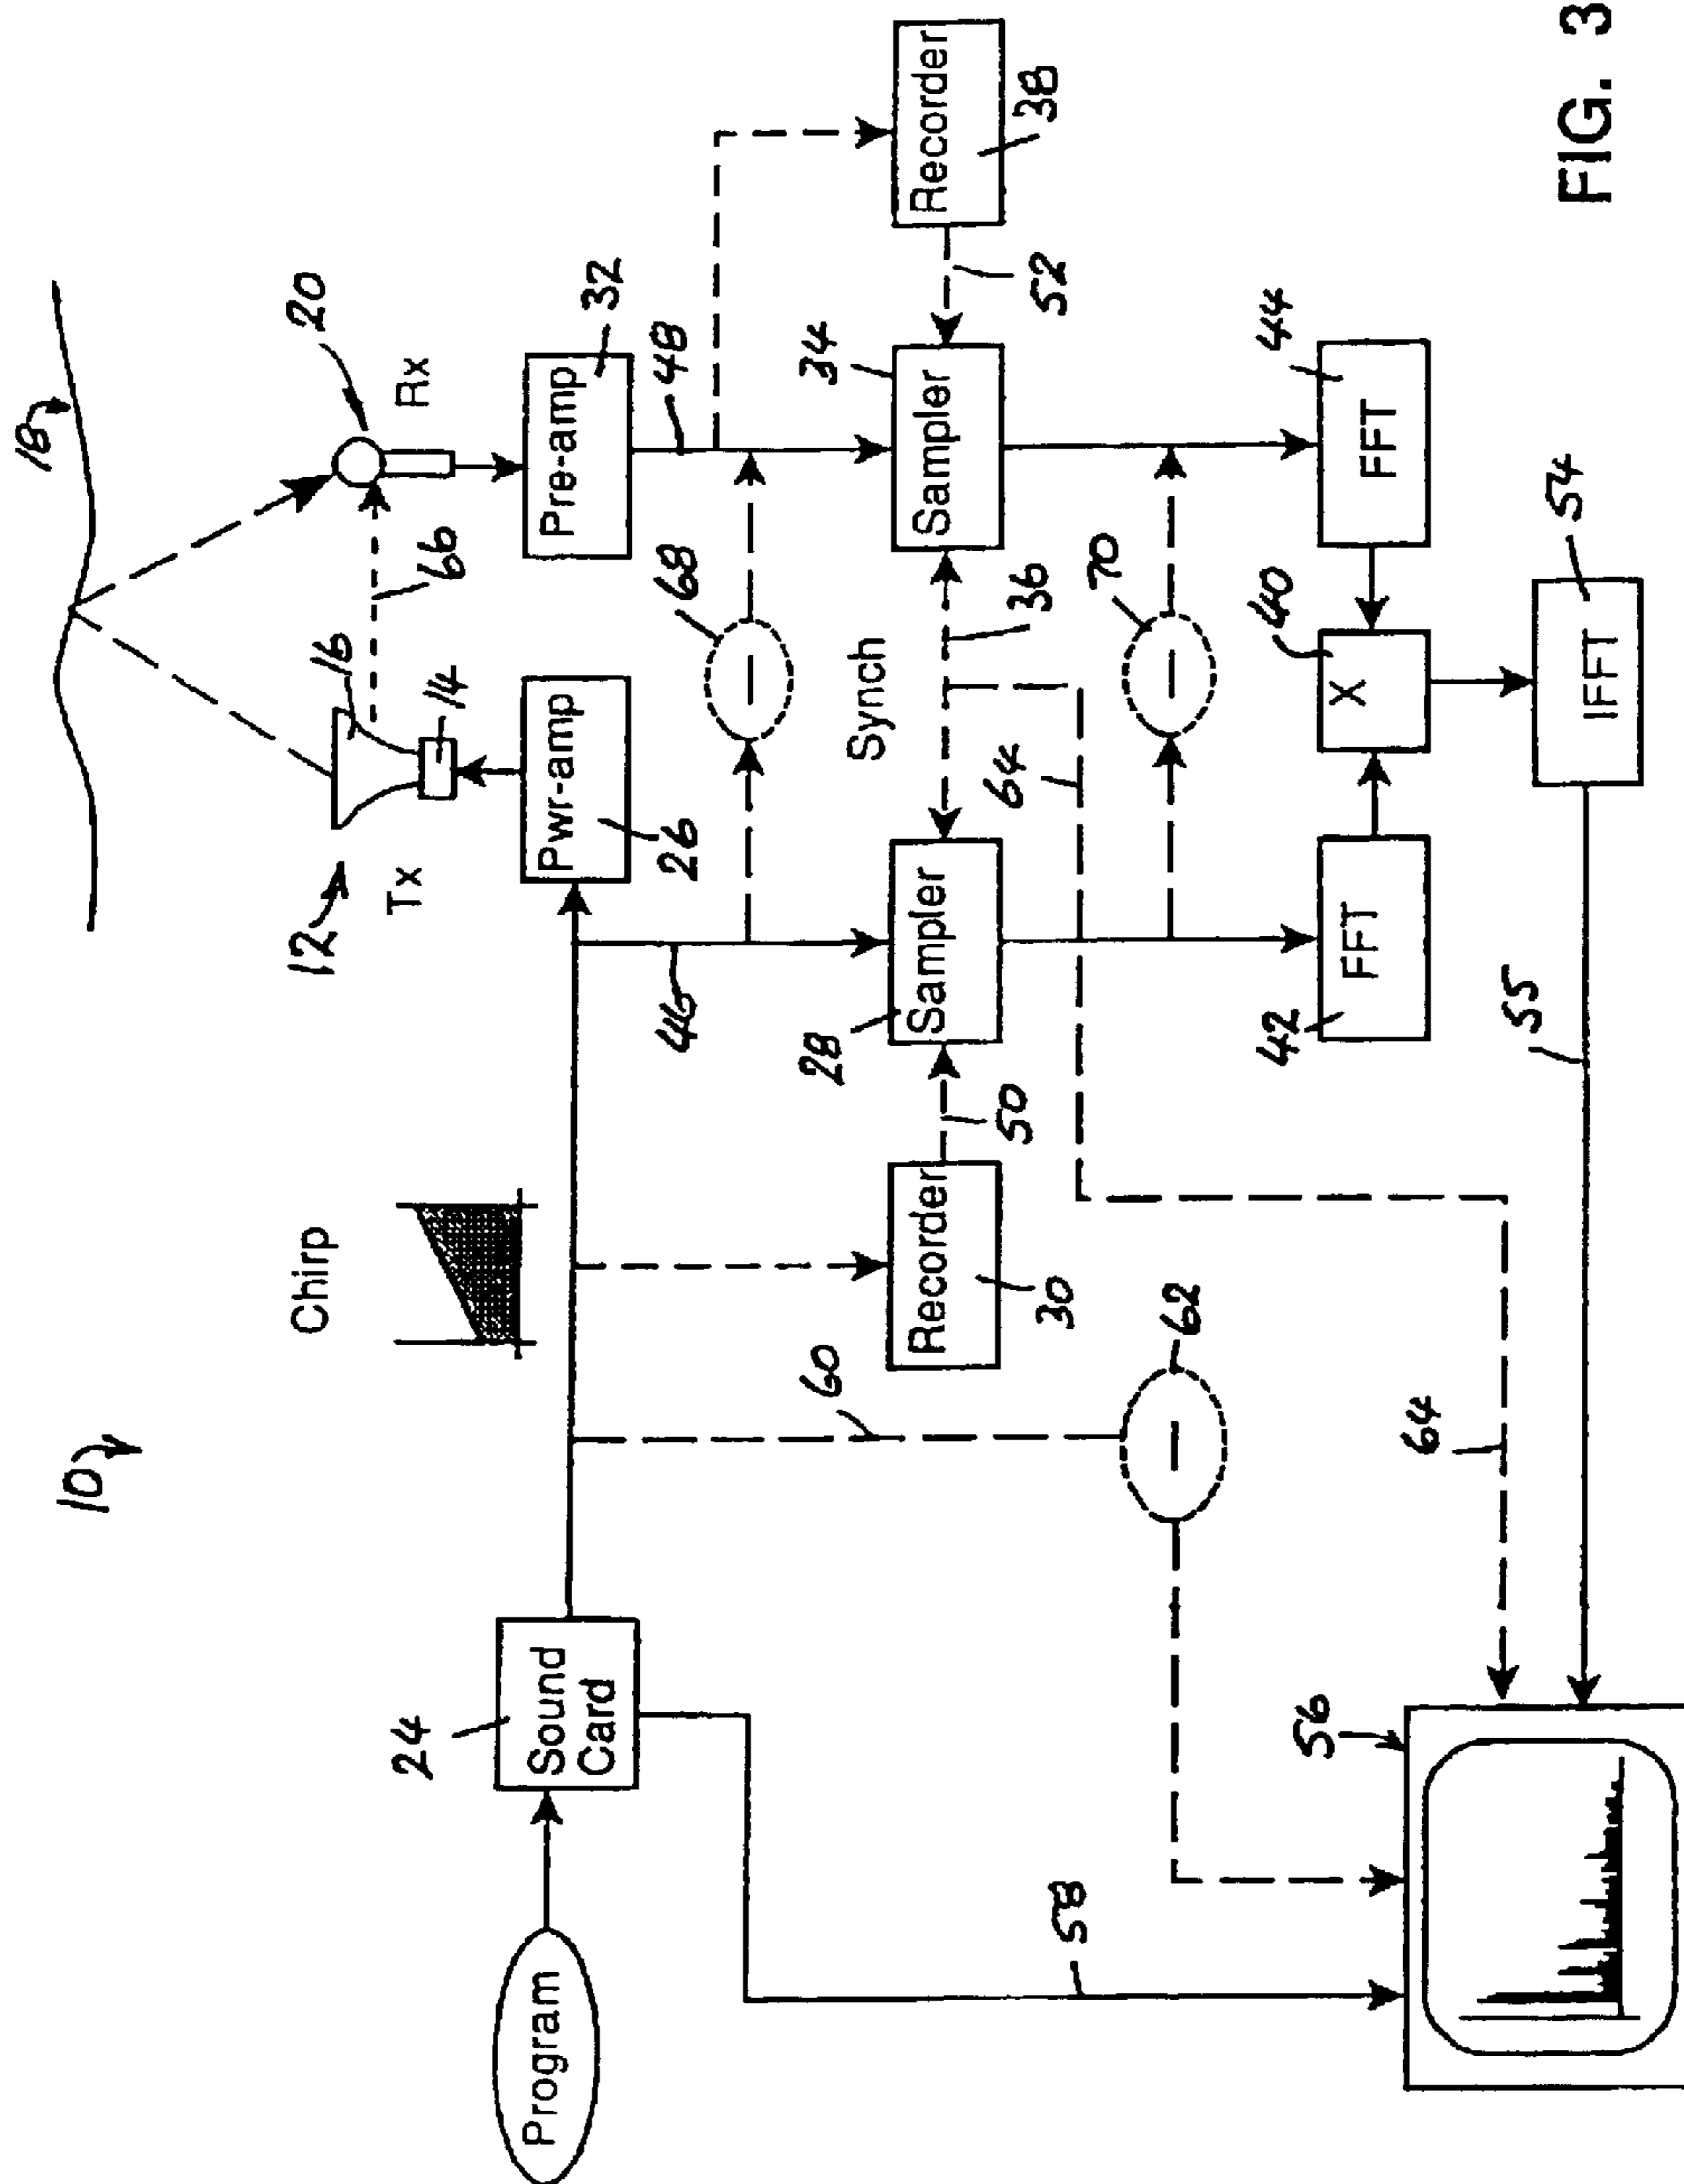 10
18
20
Rx
66
16
14
12
Tx
Chirp
Program
24
Sound
Card
Pwr-amp
26
Pre-amp
32
46
68
48
60
Recorder
30
50
28
Sampler
Synch
36
34
Sampler
52
Recorder
38
58
62
64
70
42
FFT
40
X
44
FFT
56
64
55
IFFT
54
FIG. 3